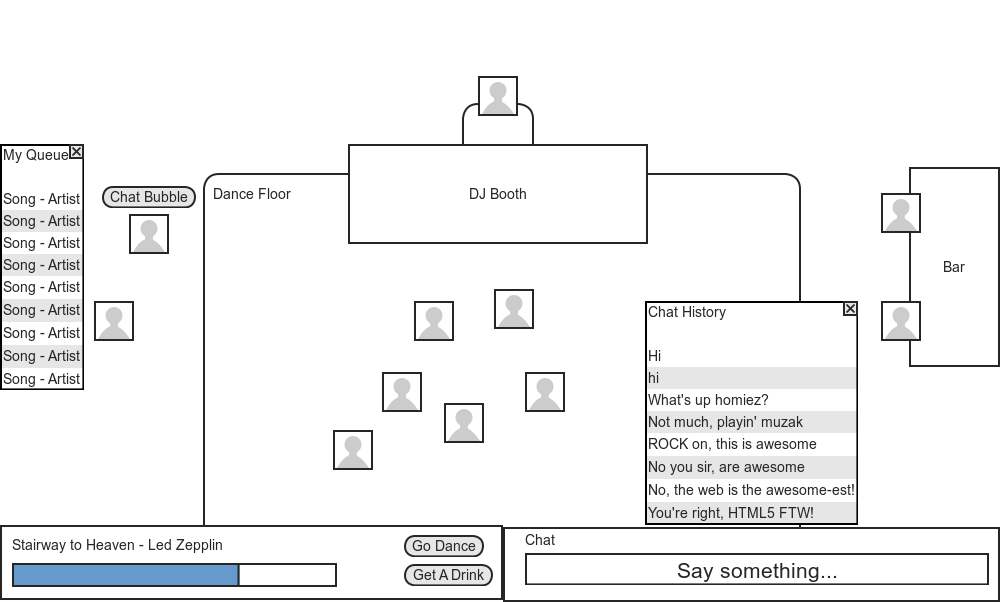 My Queue
Song - Artist
Song - Artist
Song - Artist
Song - Artist
Song - Artist
Song - Artist
Song - Artist
Song - Artist
Song - Artist
Chat Bubble
Dance Floor
DJ Booth
Bar
Chat History
Hi
hi
What's up homiez?
Not much, playin' muzak
ROCK on, this is awesome
No you sir, are awesome
No, the web is the awesome-est!
You're right, HTML5 FTW!
Stairway to Heaven - Led Zepplin
Go Dance
Get A Drink
Chat
Say something...